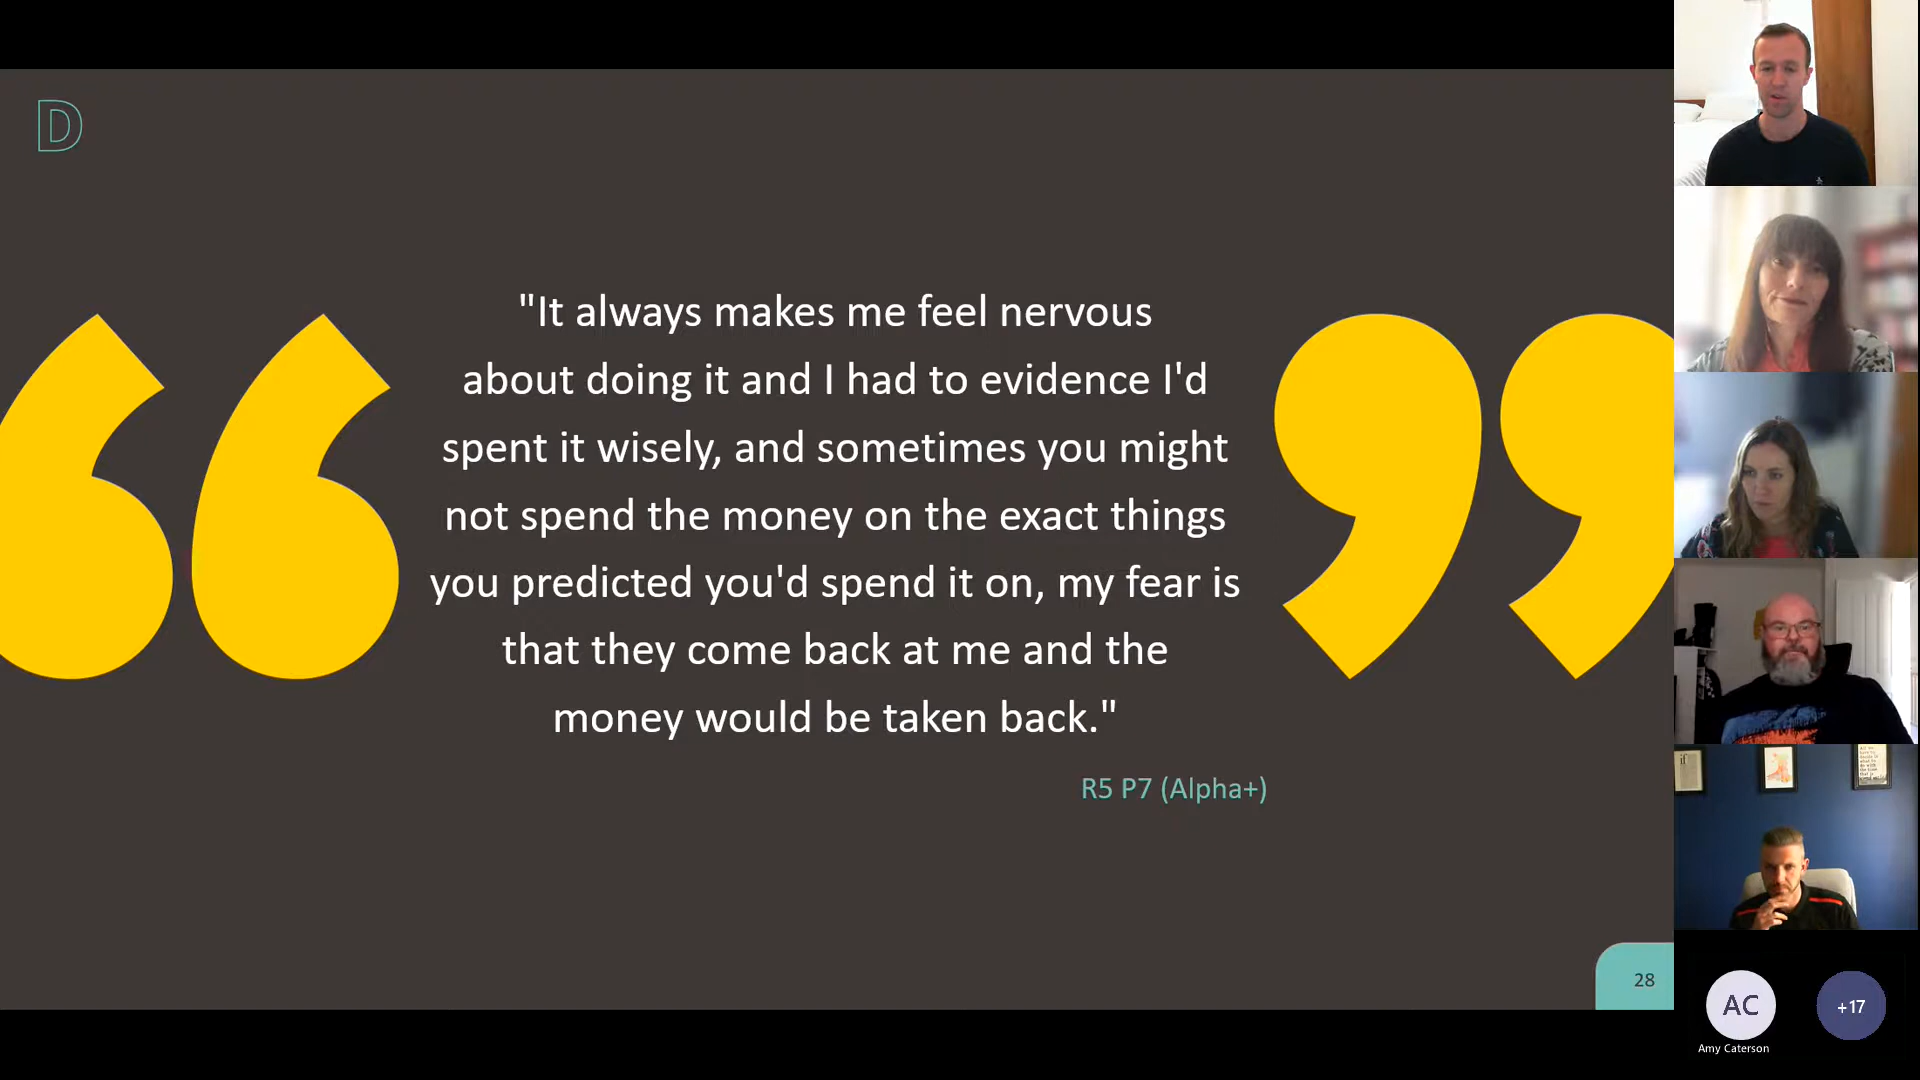 D
"It always makes me feel nervous
about doing it and I had to evidence I'd
spent it wisely, and sometimes you might
not spend the money on the exact things
you predicted you'd spend it on, my fear is
that they come back at me and the
money would be taken back."
R5 P7 (Alpha+)
28
if
AC
+17
Amy Caterson